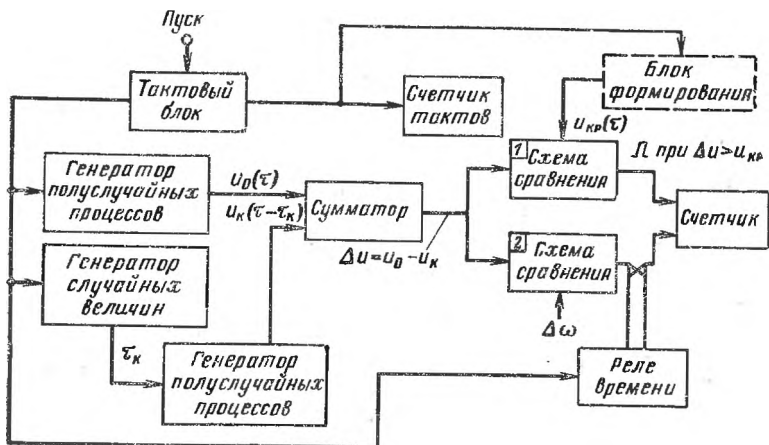 Пуск
Тактовый
блок
Счетчик
тактов
Блок
формирования
u_кр(τ)
1 Схема
сравнения
Л при Δu>u_кр
Счетчик
Генератор
полуслучайных
процессов
u_0(τ)
u_к(τ-τ_к)
Сумматор
Δu=u_0-u_к
2 Схема
сравнения
Δω
Генератор
случайных
величин
τ_к
Генератор
полуслучайных
процессов
Реле
времени